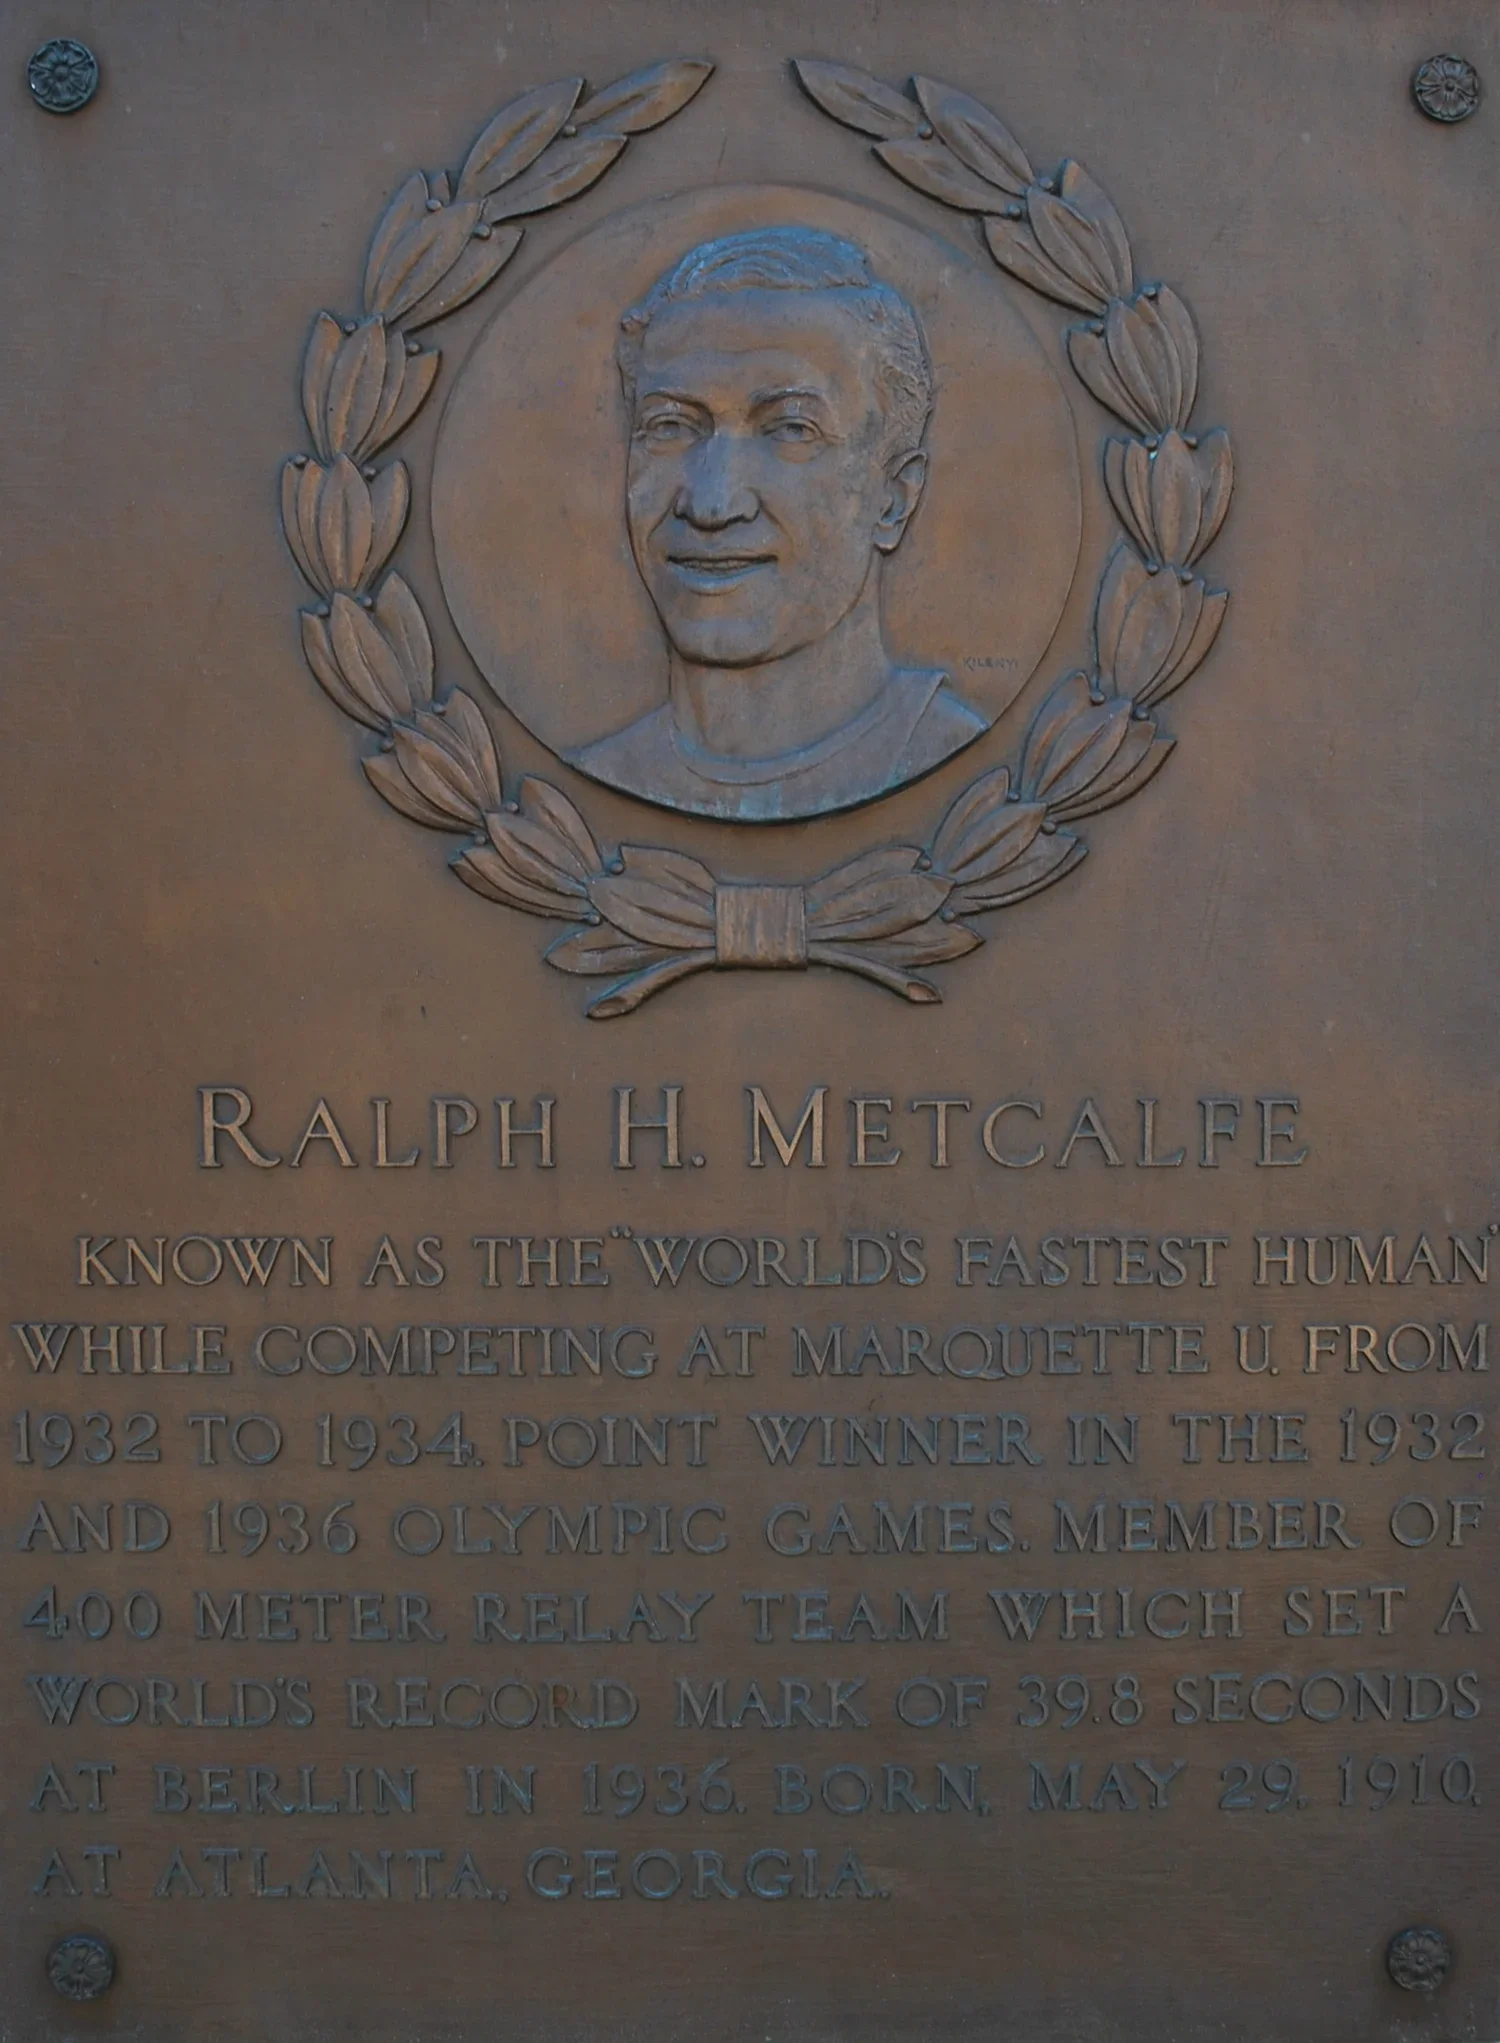 KILENYI
RALPH H. METCALFE
KNOWN AS THE "WORLD'S FASTEST HUMAN"
WHILE COMPETING AT MARQUETTE U. FROM
1932 TO 1934. POINT WINNER IN THE 1932
AND 1936 OLYMPIC GAMES. MEMBER OF
400 METER RELAY TEAM WHICH SET A
WORLD'S RECORD MARK OF 39.8 SECONDS
AT BERLIN IN 1936. BORN, MAY 29, 1910,
AT ATLANTA, GEORGIA.